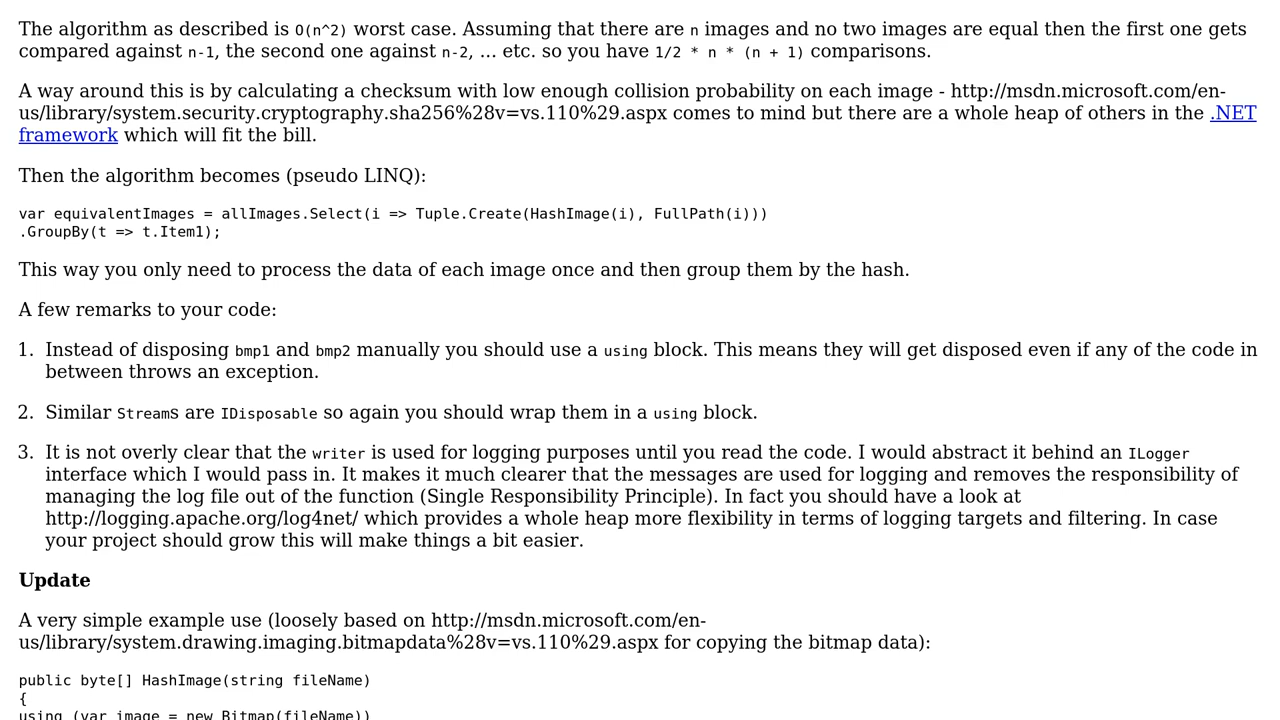 The algorithm as described is O(n^2) worst case. Assuming that there are n images and no two images are equal then the first one gets
compared against n-1, the second one against n-2, ... etc. so you have 1/2 * n * (n + 1) comparisons.
A way around this is by calculating a checksum with low enough collision probability on each image - http://msdn.microsoft.com/en-
us/library/system.security.cryptography.sha256%28v=vs.110%29.aspx comes to mind but there are a whole heap of others in the .NET
framework which will fit the bill.
Then the algorithm becomes (pseudo LINQ):
var equivalentImages = allImages.Select(i => Tuple.Create(HashImage(i), FullPath(i)))
.GroupBy(t => t.Item1);
This way you only need to process the data of each image once and then group them by the hash.
A few remarks to your code:
1. Instead of disposing bmp1 and bmp2 manually you should use a using block. This means they will get disposed even if any of the code in
between throws an exception.
2. Similar Streams are IDisposable so again you should wrap them in a using block.
3. It is not overly clear that the writer is used for logging purposes until you read the code. I would abstract it behind an ILogger
interface which I would pass in. It makes it much clearer that the messages are used for logging and removes the responsibility of
managing the log file out of the function (Single Responsibility Principle). In fact you should have a look at
http://logging.apache.org/log4net/ which provides a whole heap more flexibility in terms of logging targets and filtering. In case
your project should grow this will make things a bit easier.
Update
A very simple example use (loosely based on http://msdn.microsoft.com/en-
us/library/system.drawing.imaging.bitmapdata%28v=vs.110%29.aspx for copying the bitmap data):
public byte[] HashImage(string fileName)
{
using (var image = new Bitmap(fileName))